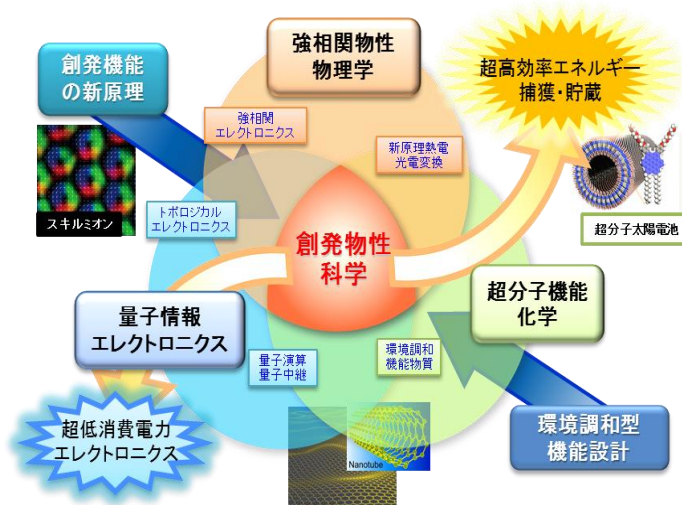 強相関物性
物理学
創発機能
の新原理
超高効率エネルギー
捕獲・貯蔵
強相関
エレクトロニクス
新原理熱電
光電変換
スキルミオン
トポロジカル
エレクトロニクス
超分子太陽電池
創発物性
科学
量子情報
エレクトロニクス
超分子機能
化学
量子演算
量子中継
環境調和
機能物質
超低消費電力
エレクトロニクス
Nanotube
環境調和型
機能設計